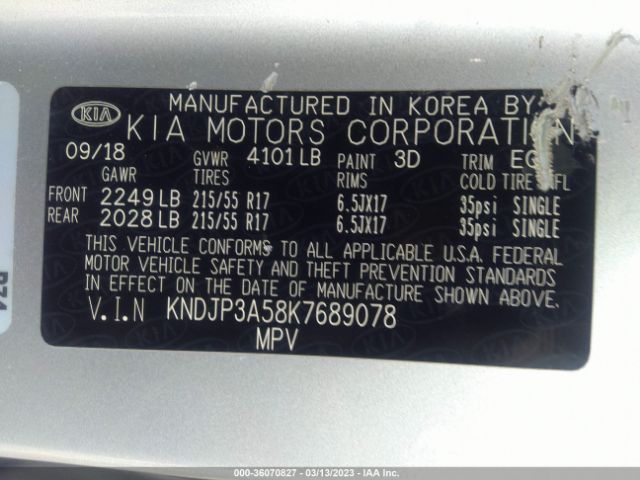 KIA
MANUFACTURED IN KOREA BY
KIA MOTORS CORPORATION
09/18 GVWR 4101 LB PAINT 3D TRIM
GAWR TIRES RIMS COLD TIRE
FRONT 2249 LB 215/55 R17 6.5JX17 35psi SINGLE
REAR 2028 LB 215/55 R17 6.5JX17 35psi SINGLE
THIS VEHICLE CONFORMS TO ALL APPLICABLE U.S.A. FEDERAL
MOTOR VEHICLE SAFETY AND THEFT PREVENTION STANDARDS
IN EFFECT ON THE DATE OF MANUFACTURE SHOWN ABOVE.
V.I.N KNDJP3A58K7689078
MPV
000-36070827 - 03/13/2023 - IAA Inc.